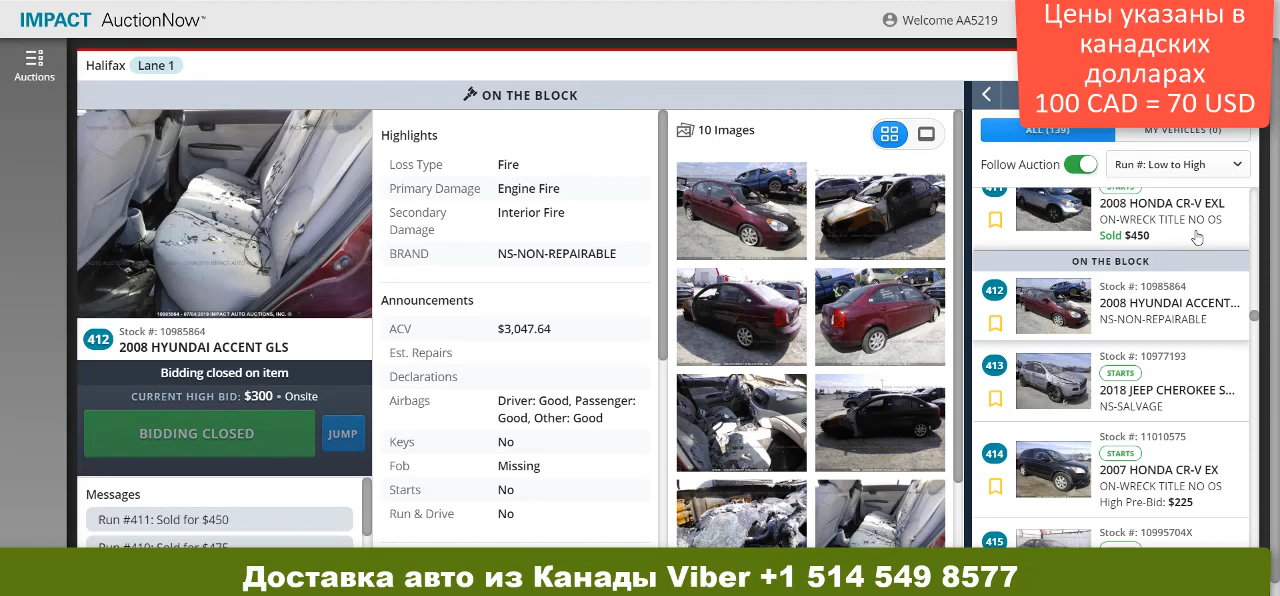 IMPACT AuctionNow™
Welcome AA5219
Цены указаны в
канадских
долларах
100 CAD = 70 USD
Auctions
Halifax Lane 1
ON THE BLOCK
Stock #: 10985864
412
2008 HYUNDAI ACCENT GLS
Bidding closed on item
CURRENT HIGH BID: $300 • Onsite
BIDDING CLOSED
JUMP
Messages
Run #411: Sold for $450
Run #410: Sold for $475
Highlights
Loss Type Fire
Primary Damage Engine Fire
Secondary Interior Fire
Damage
BRAND NS-NON-REPAIRABLE
Announcements
ACV $3,047.64
Est. Repairs
Declarations
Airbags Driver: Good, Passenger:
Good, Other: Good
Keys No
Fob Missing
Starts No
Run & Drive No
10 Images
ALL (139) MY VEHICLES (0)
Follow Auction Run #: Low to High
411 STARTS
2008 HONDA CR-V EXL
ON-WRECK TITLE NO OS
Sold $450
ON THE BLOCK
412 Stock #: 10985864
2008 HYUNDAI ACCENT...
NS-NON-REPAIRABLE
413 Stock #: 10977193
STARTS
2018 JEEP CHEROKEE S...
NS-SALVAGE
Stock #: 11010575
414 STARTS
2007 HONDA CR-V EX
ON-WRECK TITLE NO OS
High Pre-Bid: $225
415 Stock #: 10995704X
Доставка авто из Канады Viber +1 514 549 8577